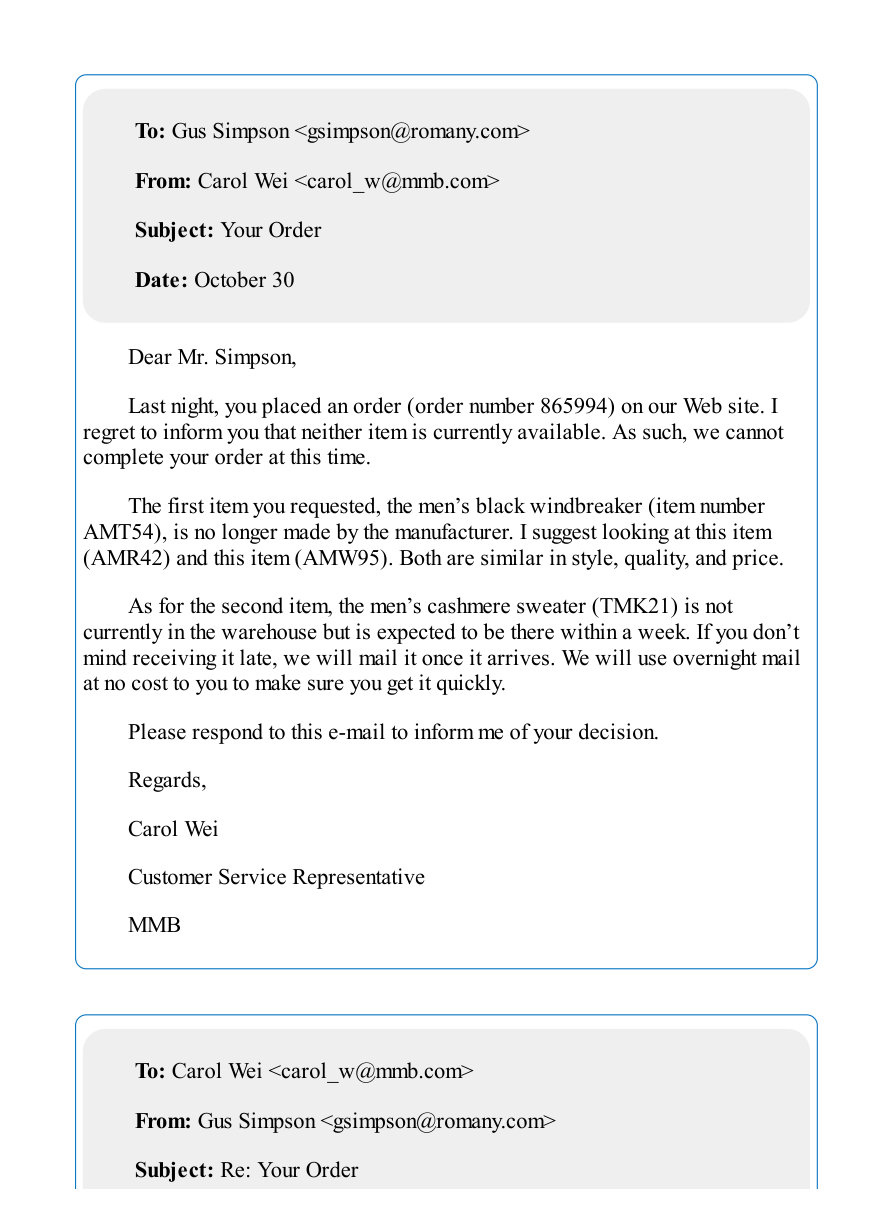 To: Gus Simpson <gsimpson@romany.com>
From: Carol Wei <carol_w@mmb.com>
Subject: Your Order
Date: October 30
Dear Mr. Simpson,
Last night, you placed an order (order number 865994) on our Web site. I
regret to inform you that neither item is currently available. As such, we cannot
complete your order at this time.
The first item you requested, the men’s black windbreaker (item number
AMT54), is no longer made by the manufacturer. I suggest looking at this item
(AMR42) and this item (AMW95). Both are similar in style, quality, and price.
As for the second item, the men’s cashmere sweater (TMK21) is not
currently in the warehouse but is expected to be there within a week. If you don’t
mind receiving it late, we will mail it once it arrives. We will use overnight mail
at no cost to you to make sure you get it quickly.
Please respond to this e-mail to inform me of your decision.
Regards,
Carol Wei
Customer Service Representative
MMB
To: Carol Wei <carol_w@mmb.com>
From: Gus Simpson <gsimpson@romany.com>
Subject: Re: Your Order